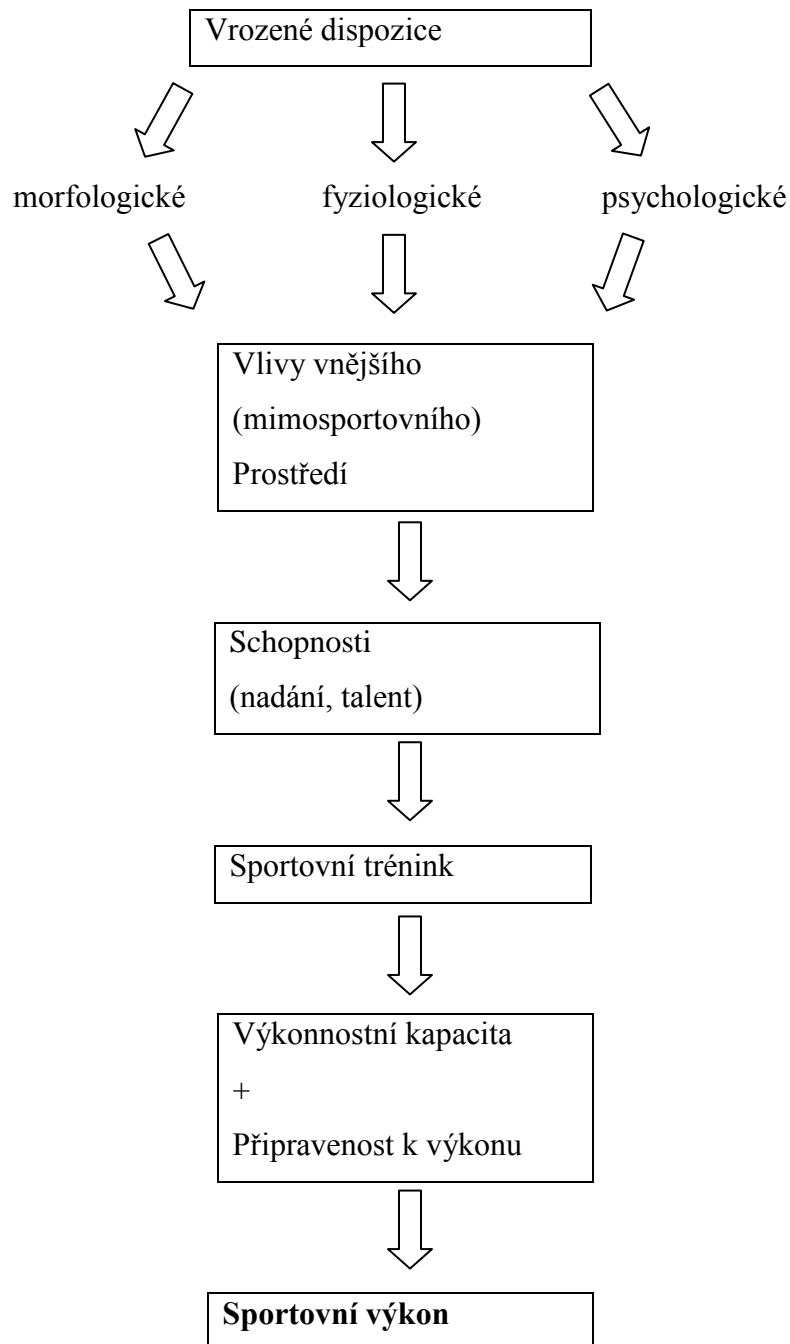 Vrozené dispozice
morfologické fyziologické psychologické
Vlivy vnějšího
(mimosportovního)
Prostředí
Schopnosti
(nadání, talent)
Sportovní trénink
Výkonnostní kapacita
+
Připravenost k výkonu
Sportovní výkon